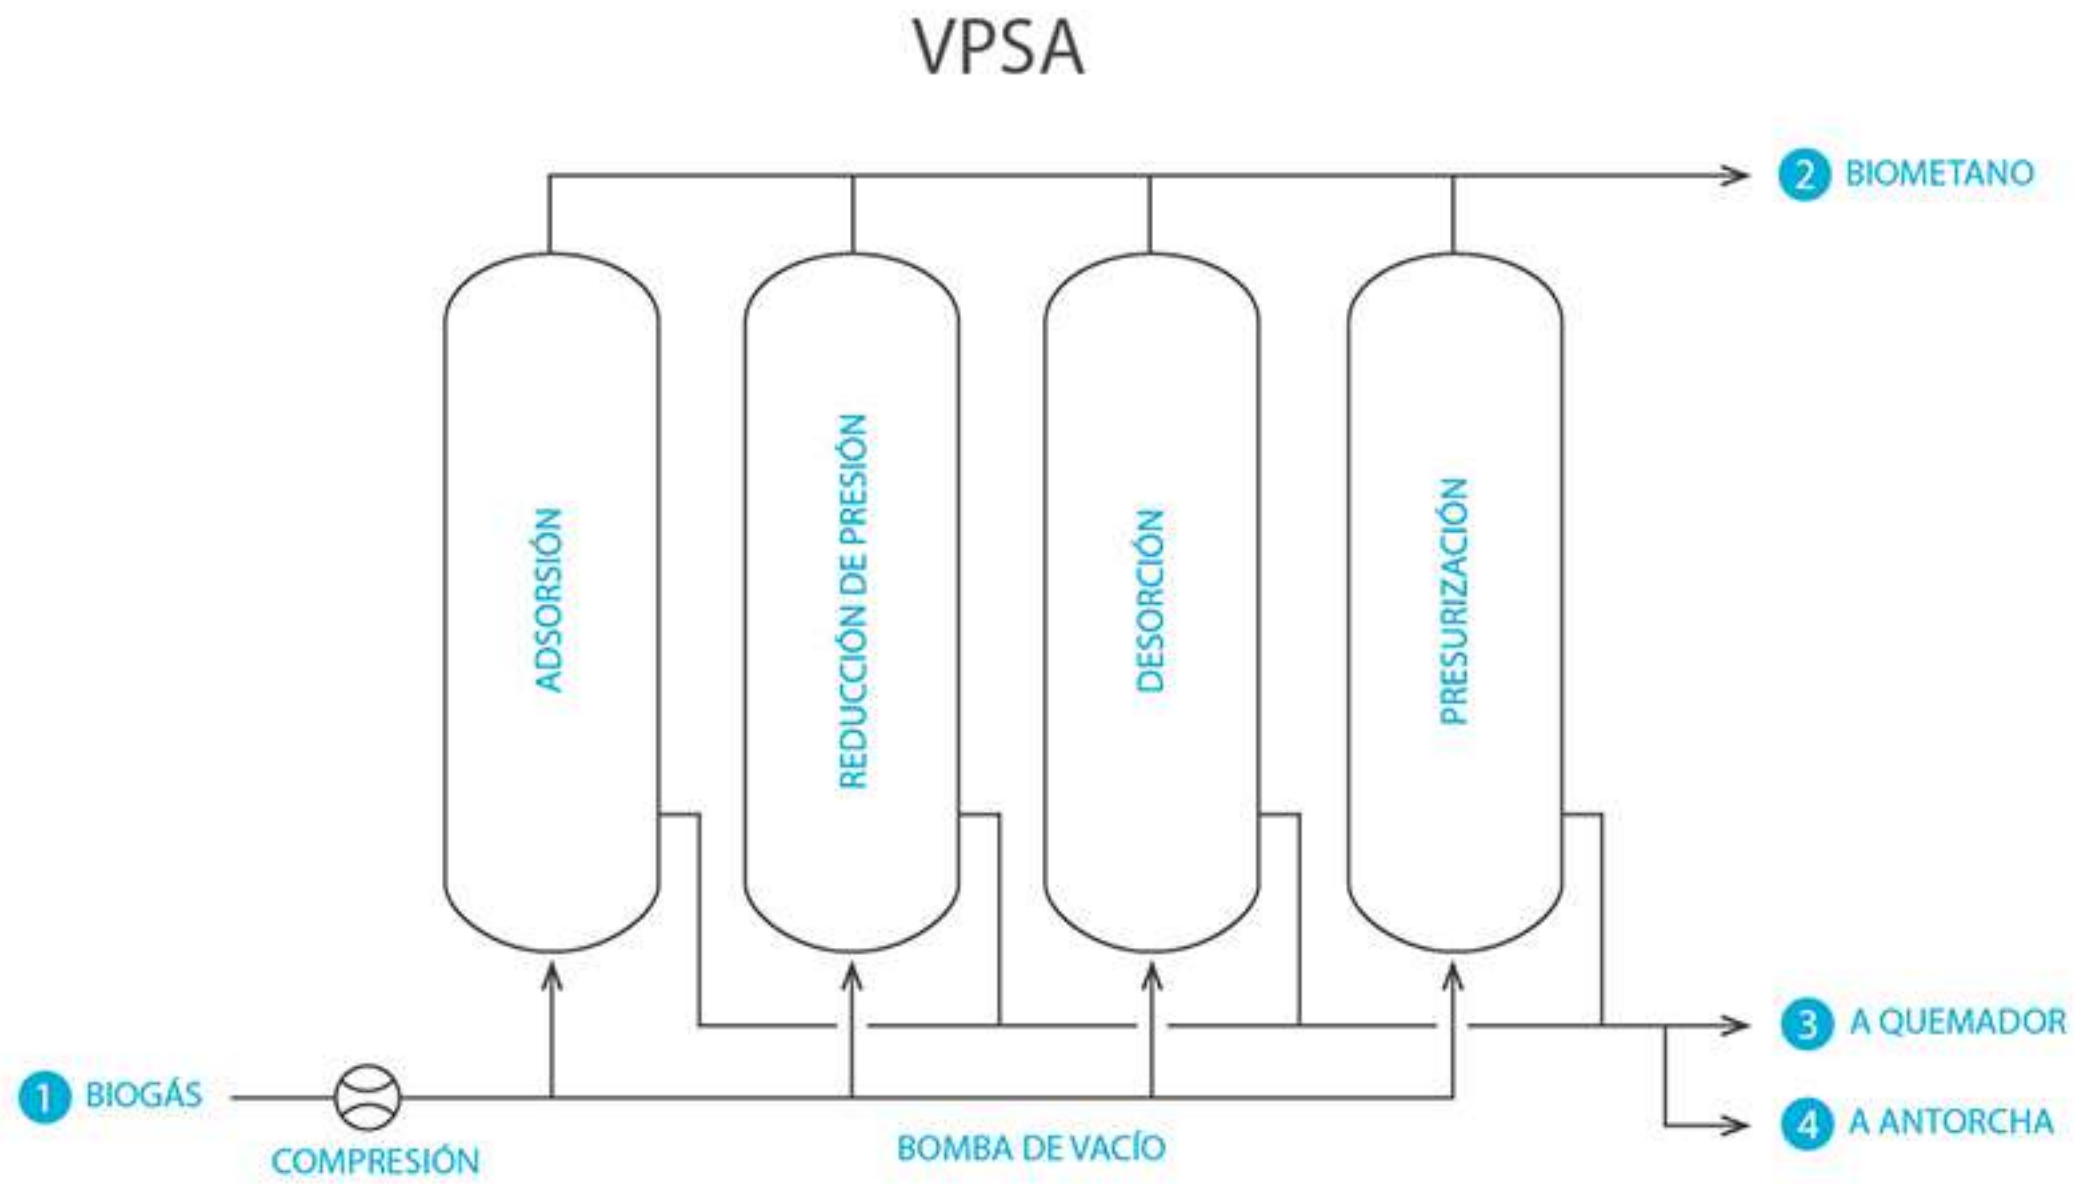 VPSA
2 BIOMETANO
ADSORSIÓN
REDUCCIÓN DE PRESIÓN
DESORCIÓN
PRESURIZACIÓN
3 A QUEMADOR
1 BIOGÁS
4 A ANTORCHA
COMPRESIÓN
BOMBA DE VACÍO